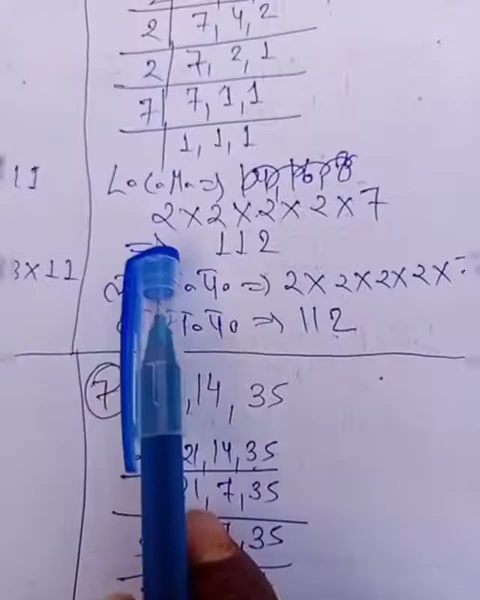 2 | 7, 4, 2
2 | 7, 2, 1
7 | 7, 1, 1
1, 1, 1
11
L.C.M. =>
2×2×2×2×7
3×11
=> 112
=> 2×2×2×2×
=> 112
7 ,14, 35
21,14,35
21, 7,35
,35